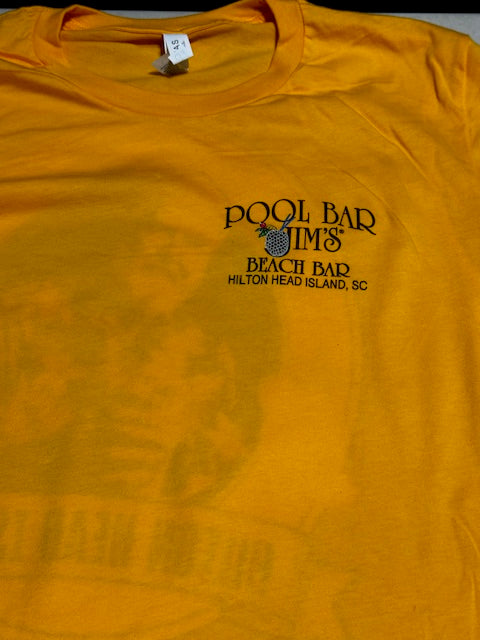 POOL BAR
JIM'S®
BEACH BAR
HILTON HEAD ISLAND, SC